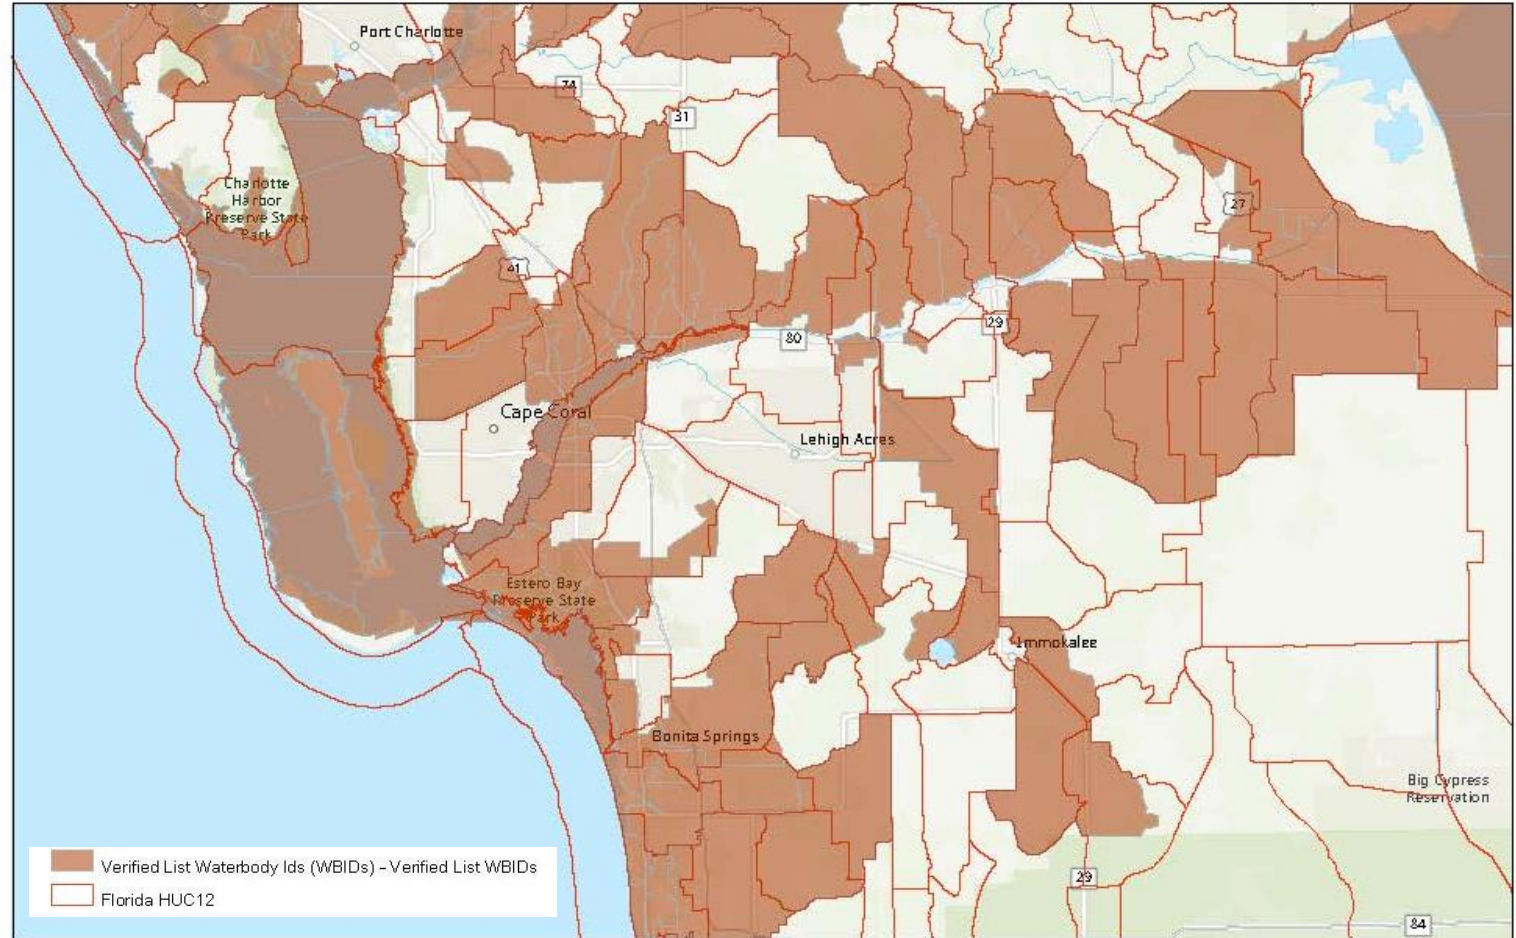 Port Charlotte
74
31
Charlotte
Harbor
Preserve State
Park
27
41
29
80
Cape Coral
Lehigh Acres
Estero Bay
Preserve State
Park
Immokalee
Bonita Springs
Big Cypress
Reservation
Verified List Waterbody Ids (WBIDs) - Verified List WBIDs
Florida HUC12
29
84